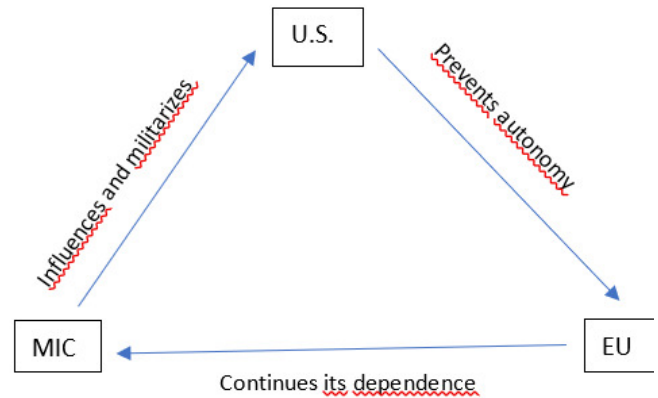 U.S.
Influences and militarizes
Prevents autonomy
MIC
EU
Continues its dependence